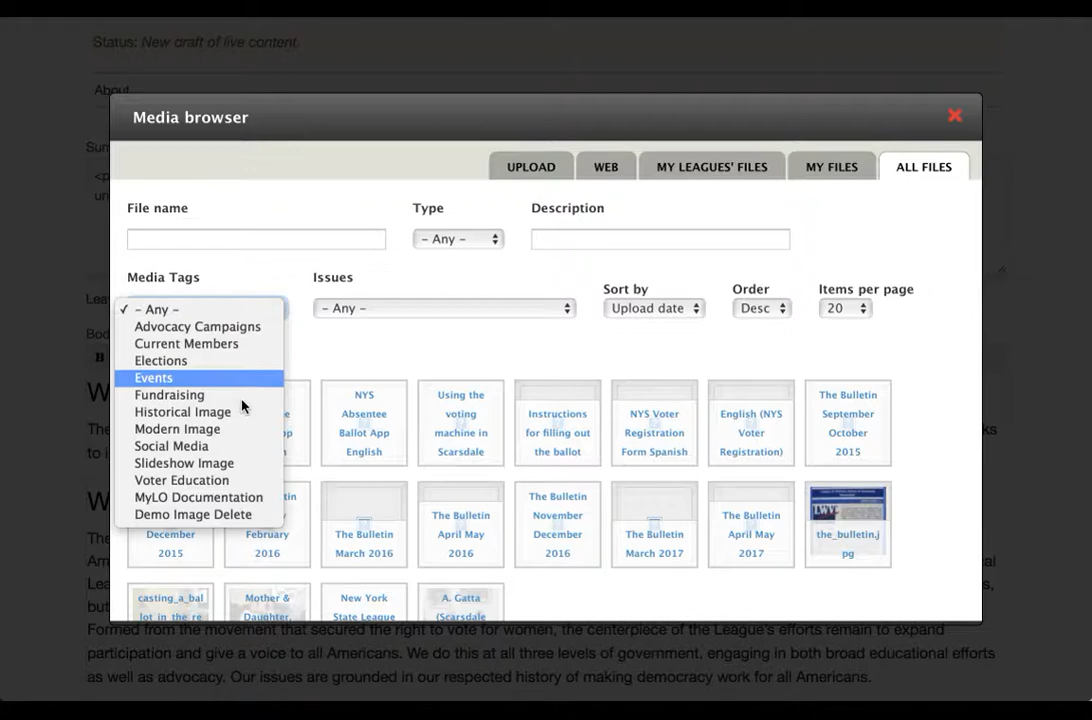 Status: New draft of live content.
About
Media browser
UPLOAD
WEB
MY LEAGUES' FILES
MY FILES
ALL FILES
File name
Type
Description
- Any -
Media Tags
Issues
Sort by
Order
Items per page
- Any -
Upload date
Desc
20
✓ - Any -
Advocacy Campaigns
Current Members
Elections
Events
Fundraising
Historical Image
Modern Image
Social Media
Slideshow Image
Voter Education
MyLO Documentation
Demo Image Delete
B
NYS
Absentee
Ballot App
English
Using the
voting
machine in
Scarsdale
Instructions
for filling out
the ballot
NYS Voter
Registration
Form Spanish
English (NYS
Voter
Registration)
The Bulletin
September
October
2015
December
2015
February
2016
The Bulletin
March 2016
The Bulletin
April May
2016
The Bulletin
November
December
2016
The Bulletin
March 2017
The Bulletin
April May
2017
the_bulletin.j
pg
casting_a_bal
lot_in_the_re
Mother &
Daughter,
New York
State League
A. Gatta
(Scarsdale
Formed from the movement that secured the right to vote for women, the centerpiece of the League's efforts remain to expand
participation and give a voice to all Americans. We do this at all three levels of government, engaging in both broad educational efforts
as well as advocacy. Our issues are grounded in our respected history of making democracy work for all Americans.